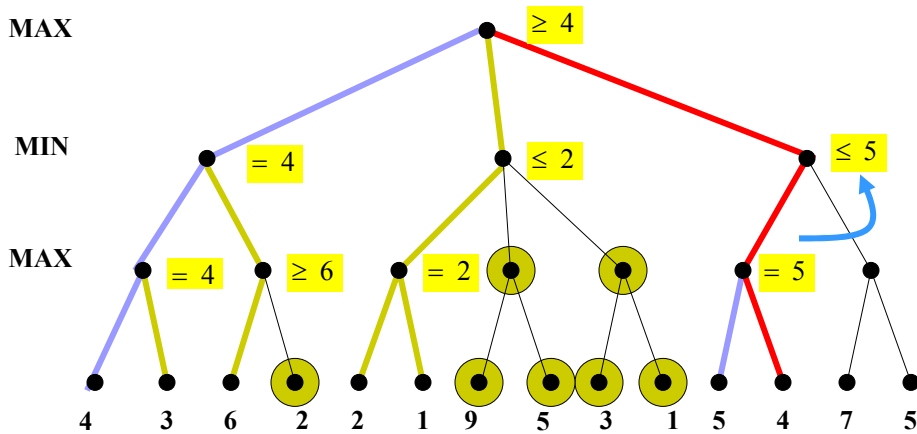 MAX ≥ 4
MIN = 4 ≤ 2 ≤ 5
MAX = 4 ≥ 6 = 2 = 5
4 3 6 2 2 1 9 5 3 1 5 4 7 5